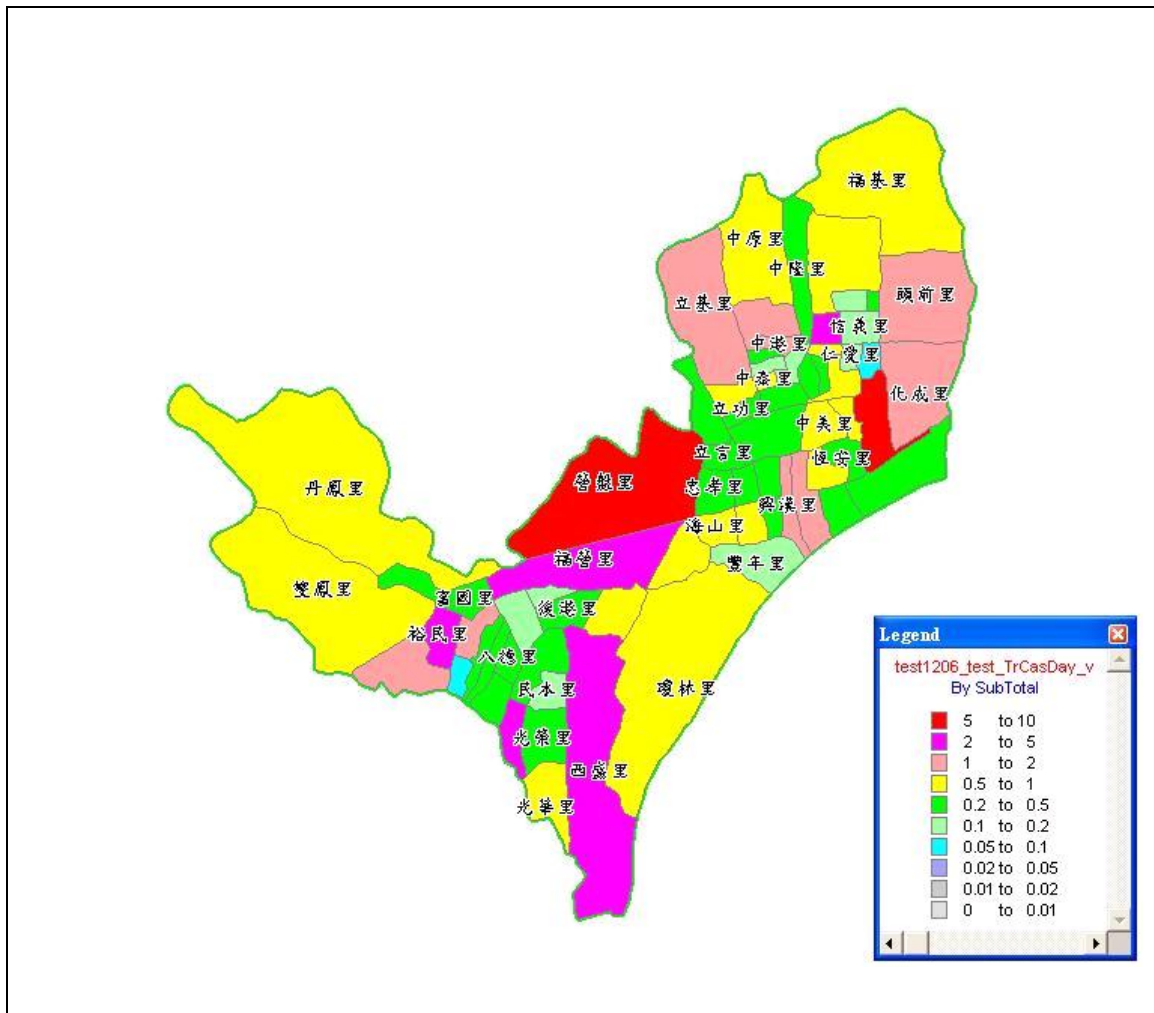 福基里
中原里
中隆里
頭前里
立基里
信義里
中港里
仁愛里
中泰里
化成里
立功里
中美里
立言里
恆安里
營盤里
忠孝里
丹鳳里
興漢里
海山里
福營里
豐年里
雙鳳里
富國里
後港里
裕民里
八德里
民本里
瓊林里
光榮里
西盛里
光華里
Legend
test1206_test_TrCasDay_v
By SubTotal
5 to 10
2 to 5
1 to 2
0.5 to 1
0.2 to 0.5
0.1 to 0.2
0.05 to 0.1
0.02 to 0.05
0.01 to 0.02
0 to 0.01